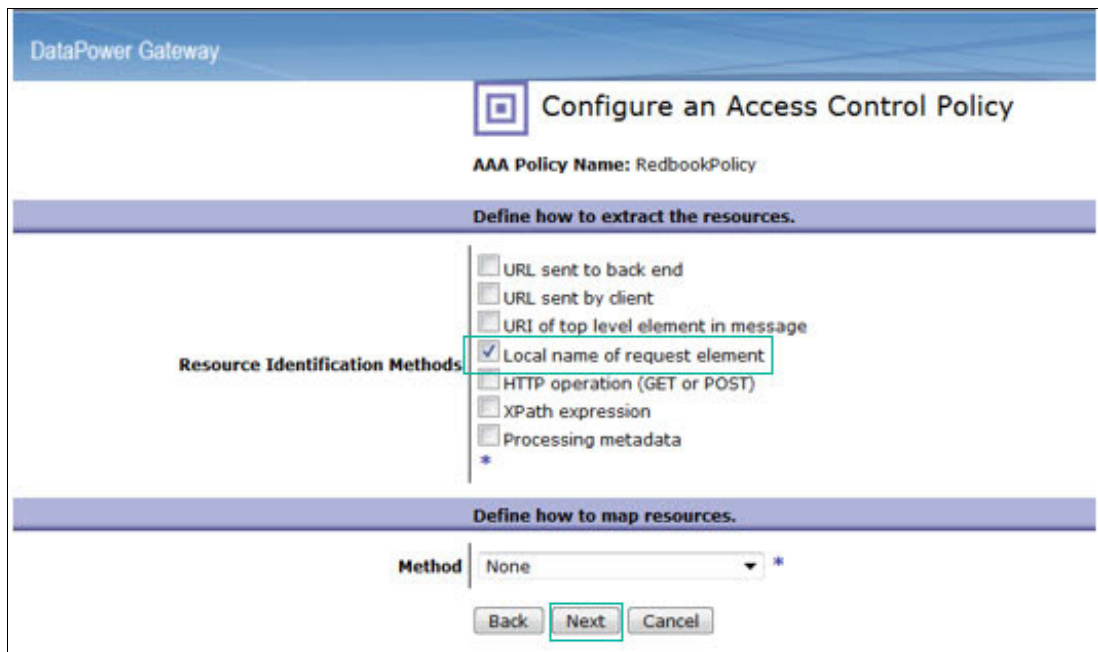 DataPower Gateway
Configure an Access Control Policy
AAA Policy Name: RedbookPolicy
Define how to extract the resources.
URL sent to back end
URL sent by client
URI of top level element in message
Resource Identification Methods
Local name of request element
HTTP operation (GET or POST)
XPath expression
Processing metadata
*
Define how to map resources.
Method None *
Back Next Cancel